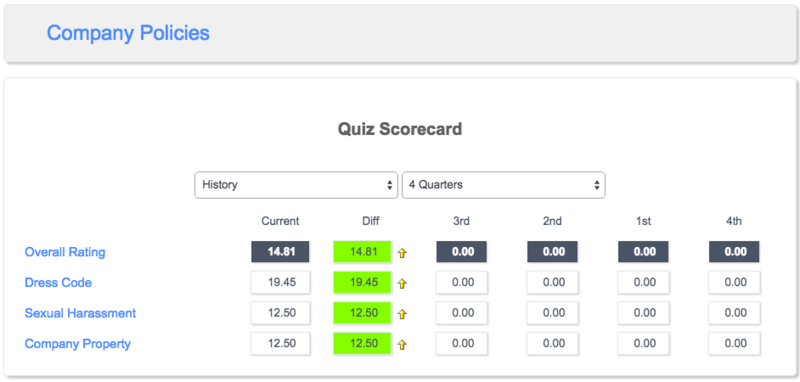 Company Policies
Quiz Scorecard
History 4 Quarters
Current Diff 3rd 2nd 1st 4th
Overall Rating 14.81 14.81 0.00 0.00 0.00 0.00
Dress Code 19.45 19.45 0.00 0.00 0.00 0.00
Sexual Harassment 12.50 12.50 0.00 0.00 0.00 0.00
Company Property 12.50 12.50 0.00 0.00 0.00 0.00